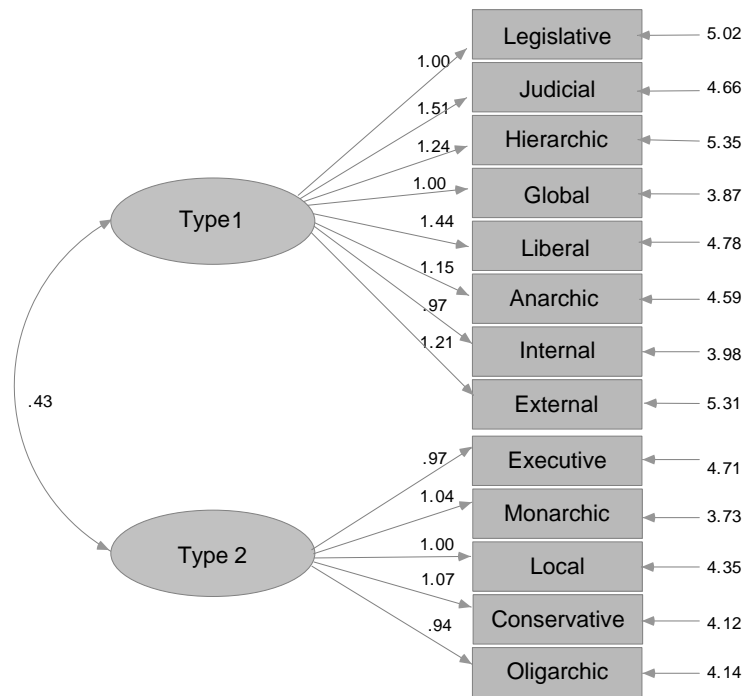 Legislative 5.02
1.00
Judicial 4.66
1.51
Hierarchic 5.35
1.24
Global 3.87
1.00
Type1
Liberal 4.78
1.44
Anarchic 4.59
1.15
Internal 3.98
.97
External 5.31
1.21
.43
Executive 4.71
.97
Monarchic 3.73
1.04
Local 4.35
1.00
Type 2
Conservative 4.12
1.07
Oligarchic 4.14
.94